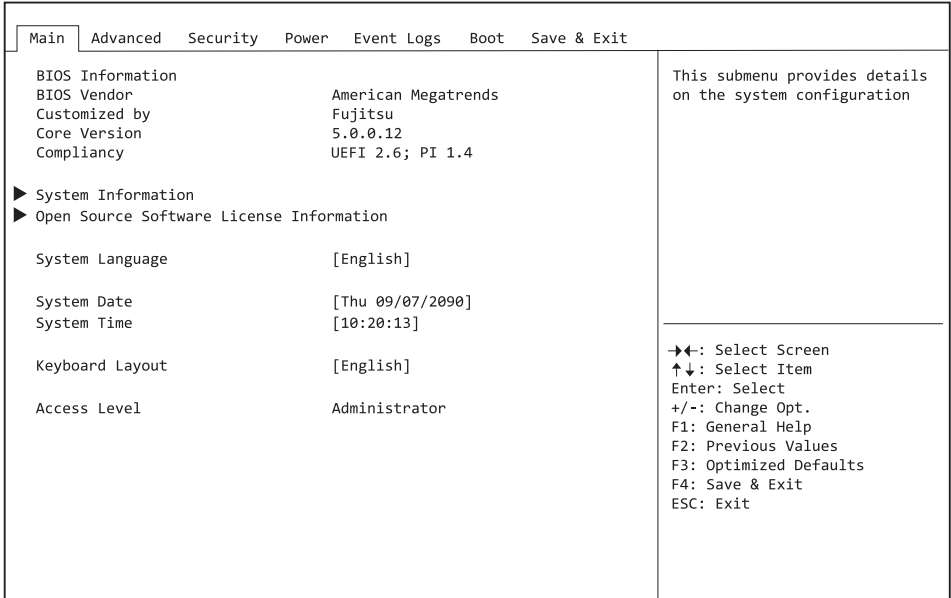 Main Advanced Security Power Event Logs Boot Save & Exit
BIOS Information
BIOS Vendor American Megatrends
Customized by Fujitsu
Core Version 5.0.0.12
Compliancy UEFI 2.6; PI 1.4
▶ System Information
▶ Open Source Software License Information
System Language [English]
System Date [Thu 09/07/2090]
System Time [10:20:13]
Keyboard Layout [English]
Access Level Administrator
This submenu provides details
on the system configuration
→←: Select Screen
↑↓: Select Item
Enter: Select
+/-: Change Opt.
F1: General Help
F2: Previous Values
F3: Optimized Defaults
F4: Save & Exit
ESC: Exit